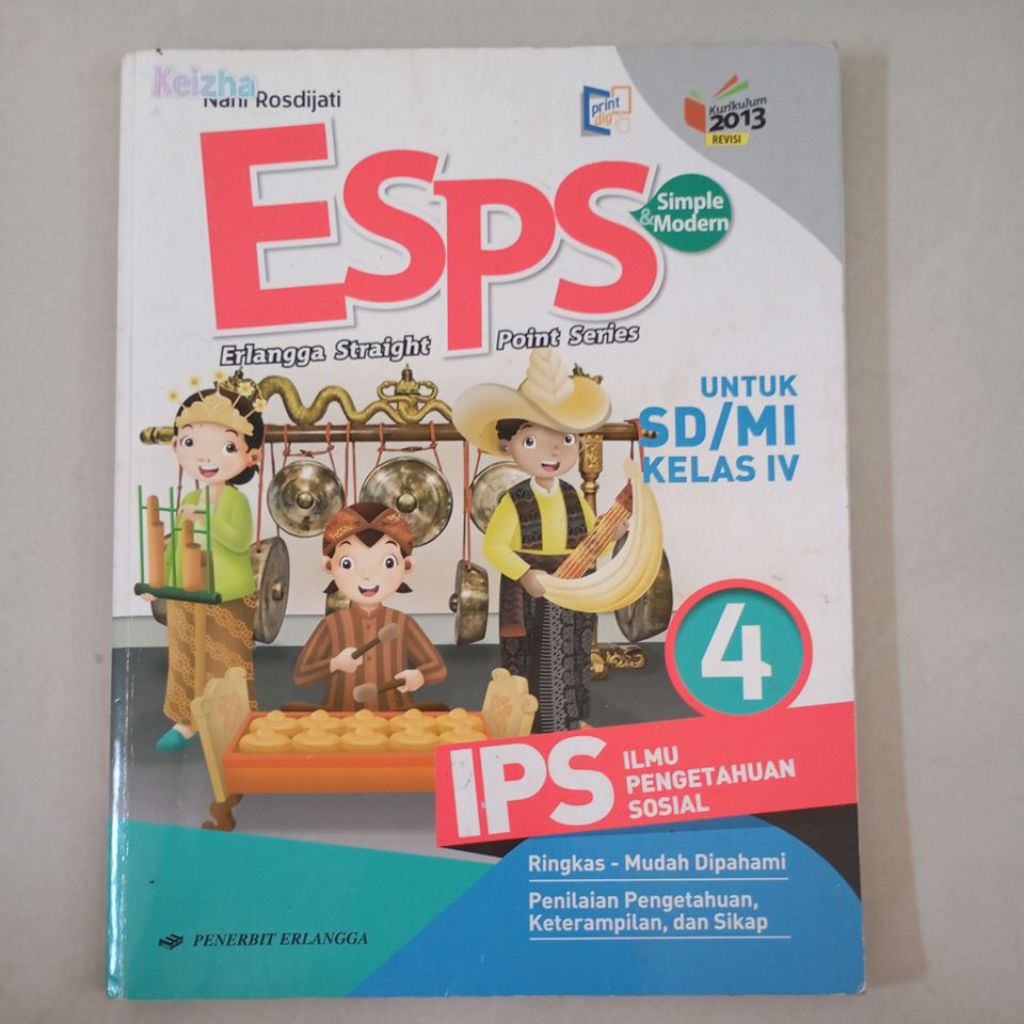 Keizha
Nani Rosdijati
print
dig
Kurikulum
2013
REVISI
ESPS
Simple
&Modern
Erlangga Straight Point Series
UNTUK
SD/MI
KELAS IV
4
IPS
ILMU
PENGETAHUAN
SOSIAL
Ringkas - Mudah Dipahami
Penilaian Pengetahuan,
Keterampilan, dan Sikap
PENERBIT ERLANGGA